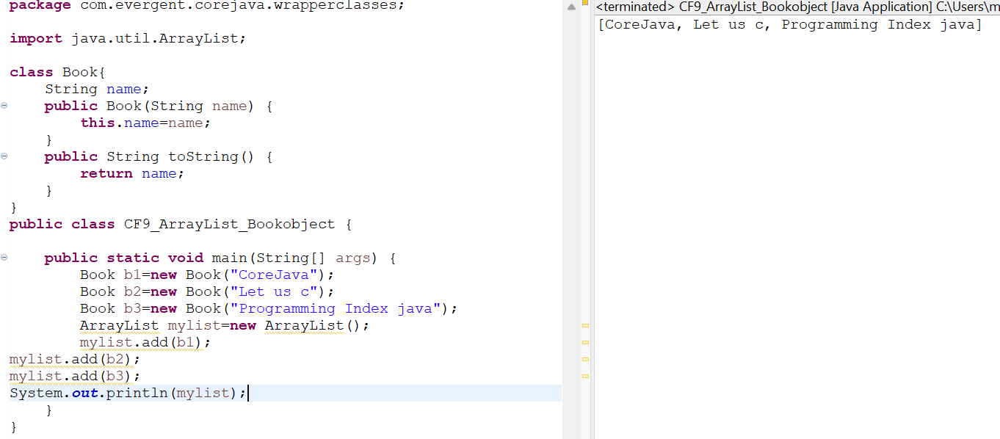 package com.evergent.corejava.wrapperclasses;
import java.util.ArrayList;
class Book{
String name;
public Book(String name) {
this.name=name;
}
public String toString() {
return name;
}
}
public class CF9_ArrayList_Bookobject {
public static void main(String[] args) {
Book b1=new Book("CoreJava");
Book b2=new Book("Let us c");
Book b3=new Book("Programming Index java");
ArrayList mylist=new ArrayList();
mylist.add(b1);
mylist.add(b2);
mylist.add(b3);
System.out.println(mylist);
}
}
<terminated> CF9_ArrayList_Bookobject [Java Application] C:\Users\m
[CoreJava, Let us c, Programming Index java]